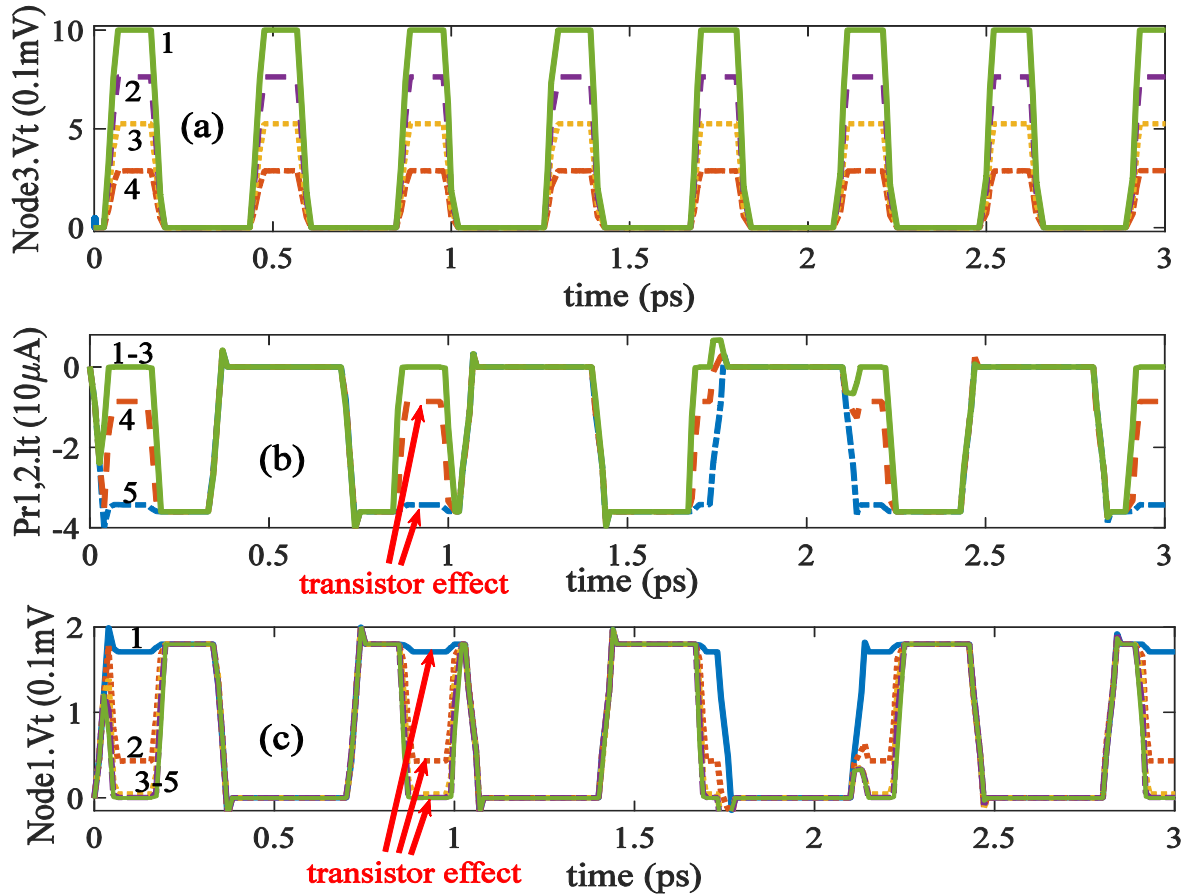 Node3.Vt (0.1mV)
10
5
0
1
2
3
4
(a)
0 0.5 1 1.5 2 2.5 3
time (ps)
Pr1,2.It (10µA)
0
-2
-4
1-3
4
5
(b)
0 0.5 1 1.5 2 2.5 3
transistor effect
time (ps)
Node1.Vt (0.1mV
2
1
0
1
2
3-5
(c)
0 0.5 1 1.5 2 2.5 3
transistor effect
time (ps)